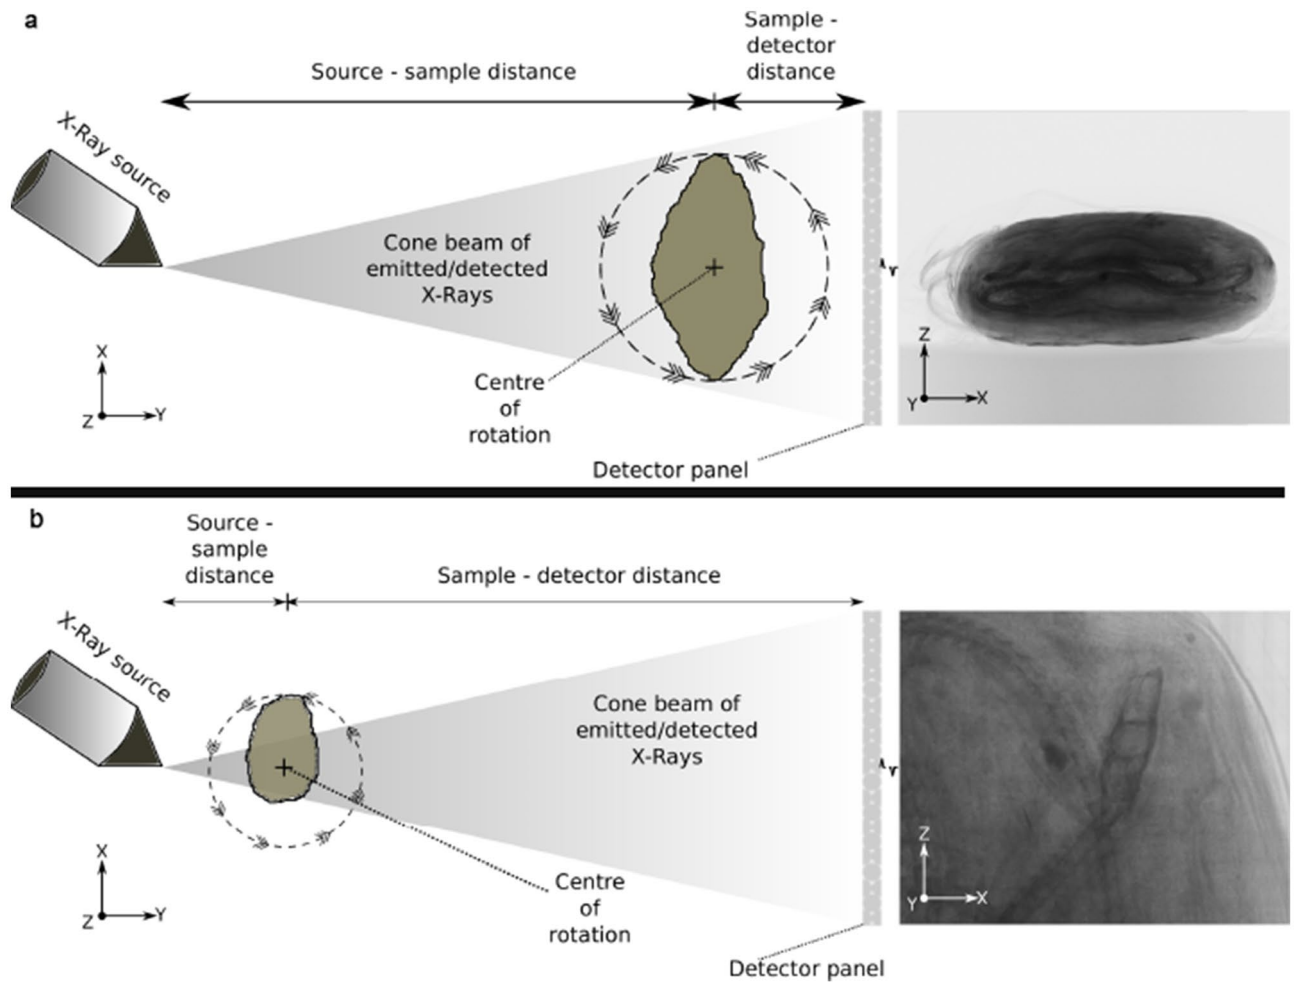 a
Sample -
detector
distance
Source - sample distance
X-Ray source
Cone beam of
emitted/detected
X-Rays
X
Z
Y
Centre
of
rotation
Detector panel
Z
Y
X
b
Source -
sample
distance
Sample - detector distance
X-Ray source
Cone beam of
emitted/detected
X-Rays
X
Z
Y
Centre
of
rotation
Detector panel
Z
Y
X